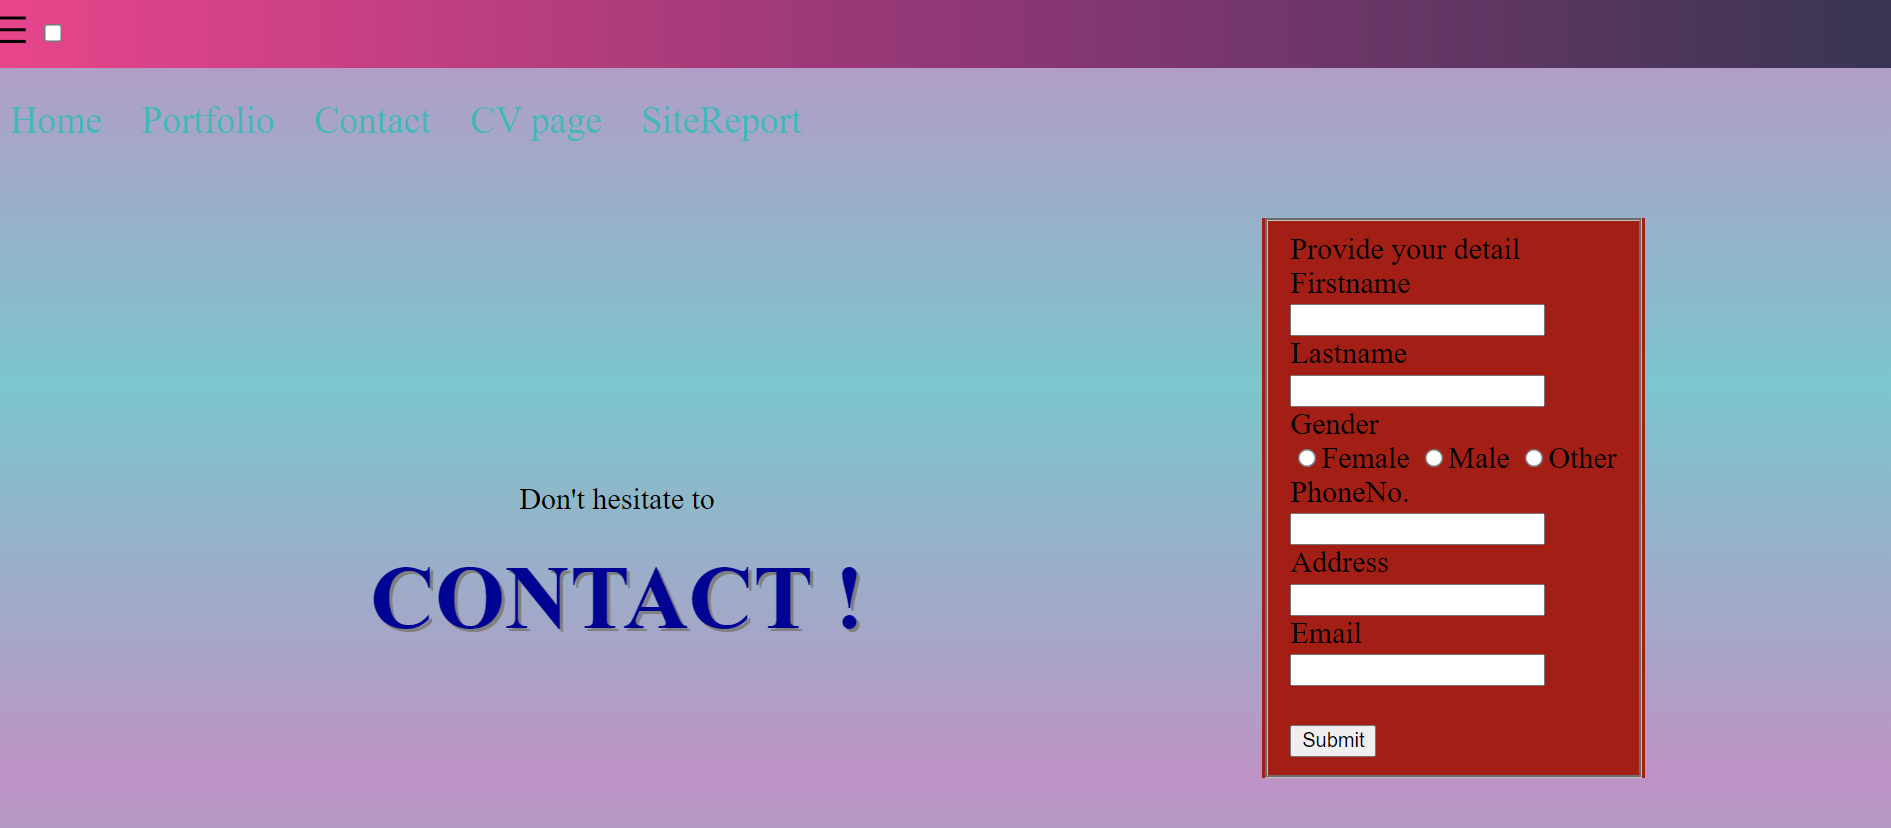 ☰
Home Portfolio Contact CV page SiteReport
Don't hesitate to
CONTACT !
Provide your detail
Firstname
Lastname
Gender
Female Male Other
PhoneNo.
Address
Email
Submit